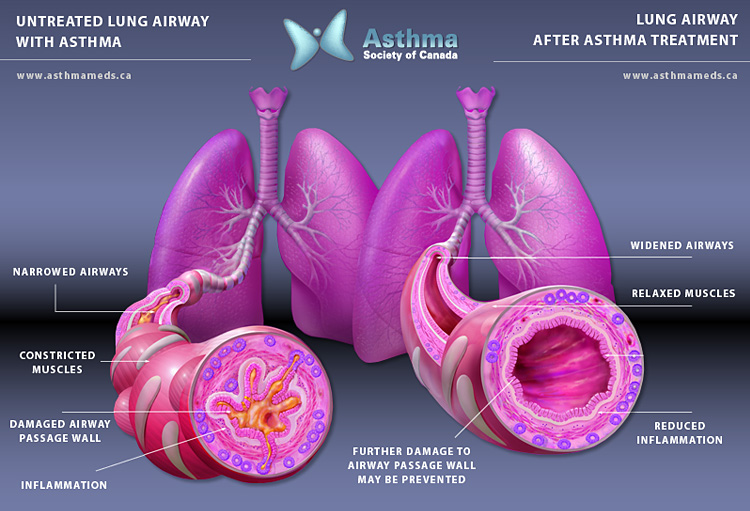 UNTREATED LUNG AIRWAY
WITH ASTHMA
www.asthmameds.ca
Asthma
Society of Canada
LUNG AIRWAY
AFTER ASTHMA TREATMENT
www.asthmameds.ca
NARROWED AIRWAYS
CONSTRICTED
MUSCLES
DAMAGED AIRWAY
PASSAGE WALL
INFLAMMATION
WIDENED AIRWAYS
RELAXED MUSCLES
REDUCED
INFLAMMATION
FURTHER DAMAGE TO
AIRWAY PASSAGE WALL
MAY BE PREVENTED